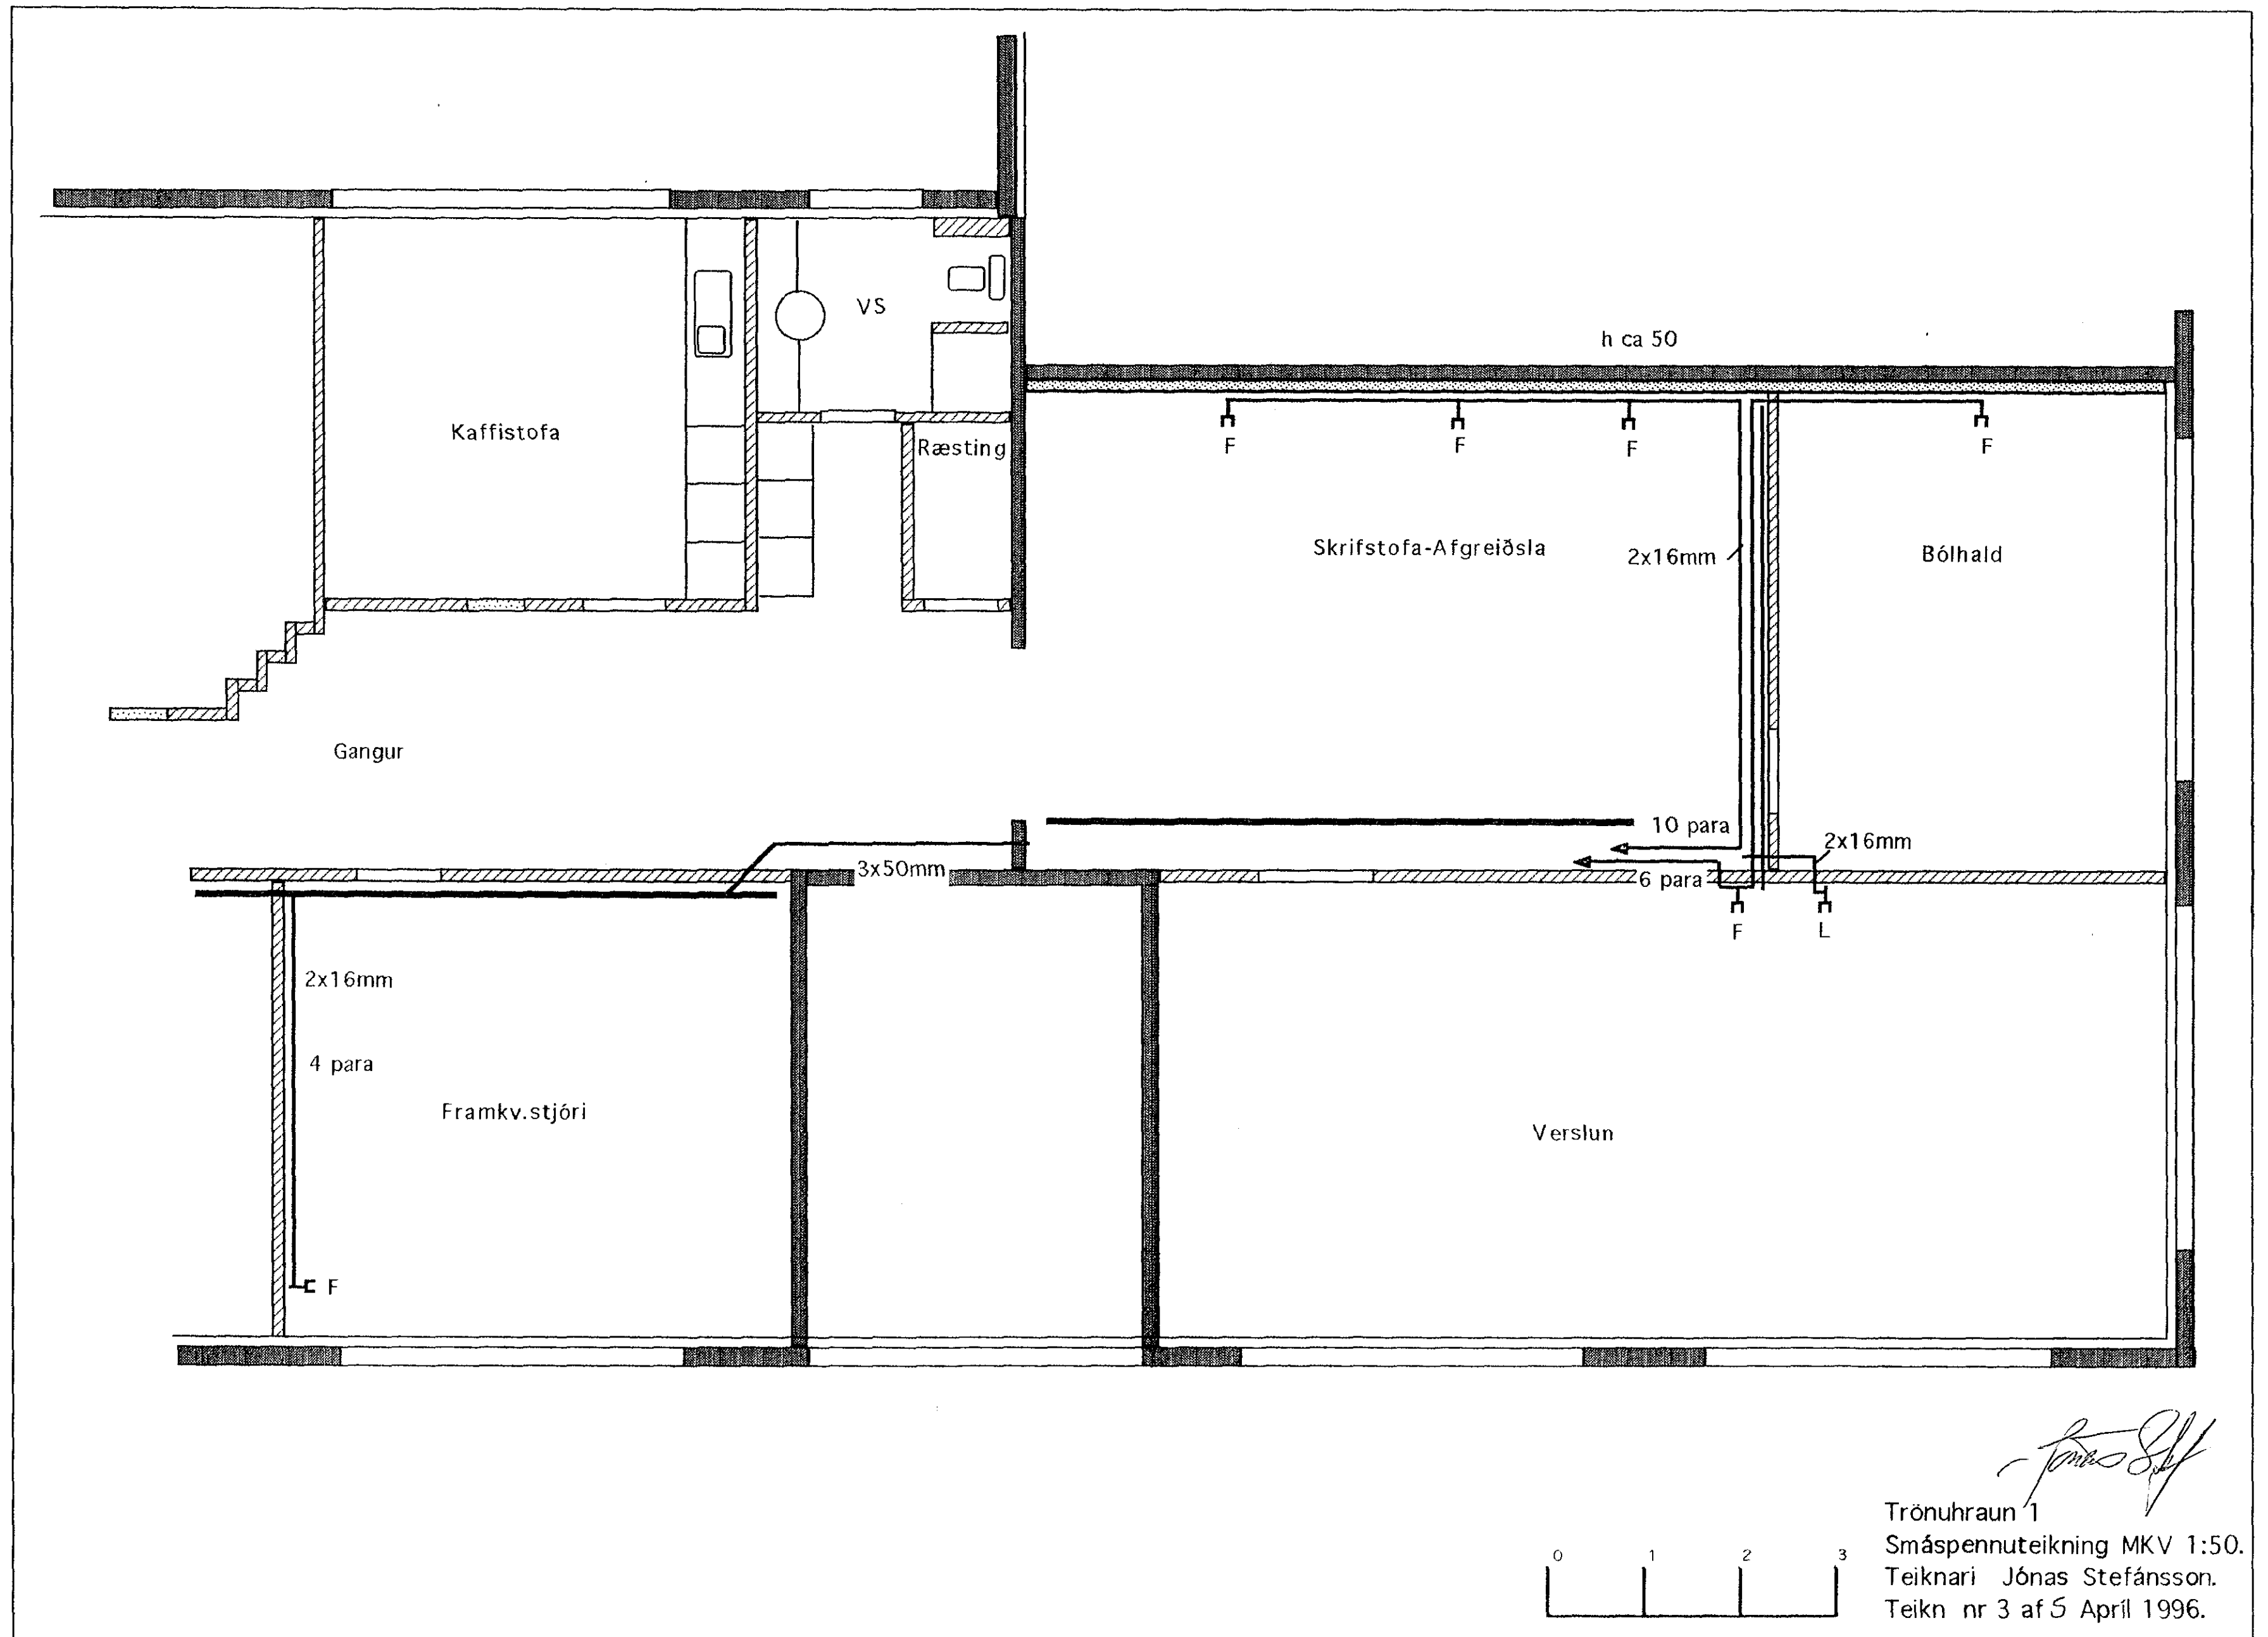 h ca 50
VS
Kaffistofa
Ræsting
F
F
F
F
Skrifstofa-Afgreiðsla
2x16mm
Bólhald
Gangur
10 para
2x16mm
3x50mm
6 para
F
L
2x16mm
4 para
Framkv.stjóri
Verslun
F
Trönuhraun 1
Smáspennuteikning MKV 1:50.
Teiknari Jónas Stefánsson.
Teikn nr 3 af 5 Apríl 1996.
0 1 2 3